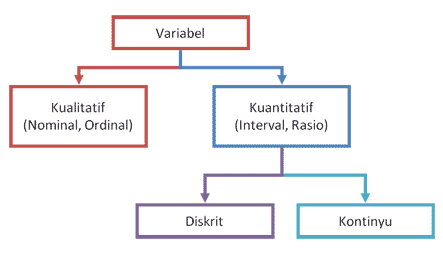 Variabel
Kualitatif
(Nominal, Ordinal)
Kuantitatif
(Interval, Rasio)
Diskrit
Kontinyu